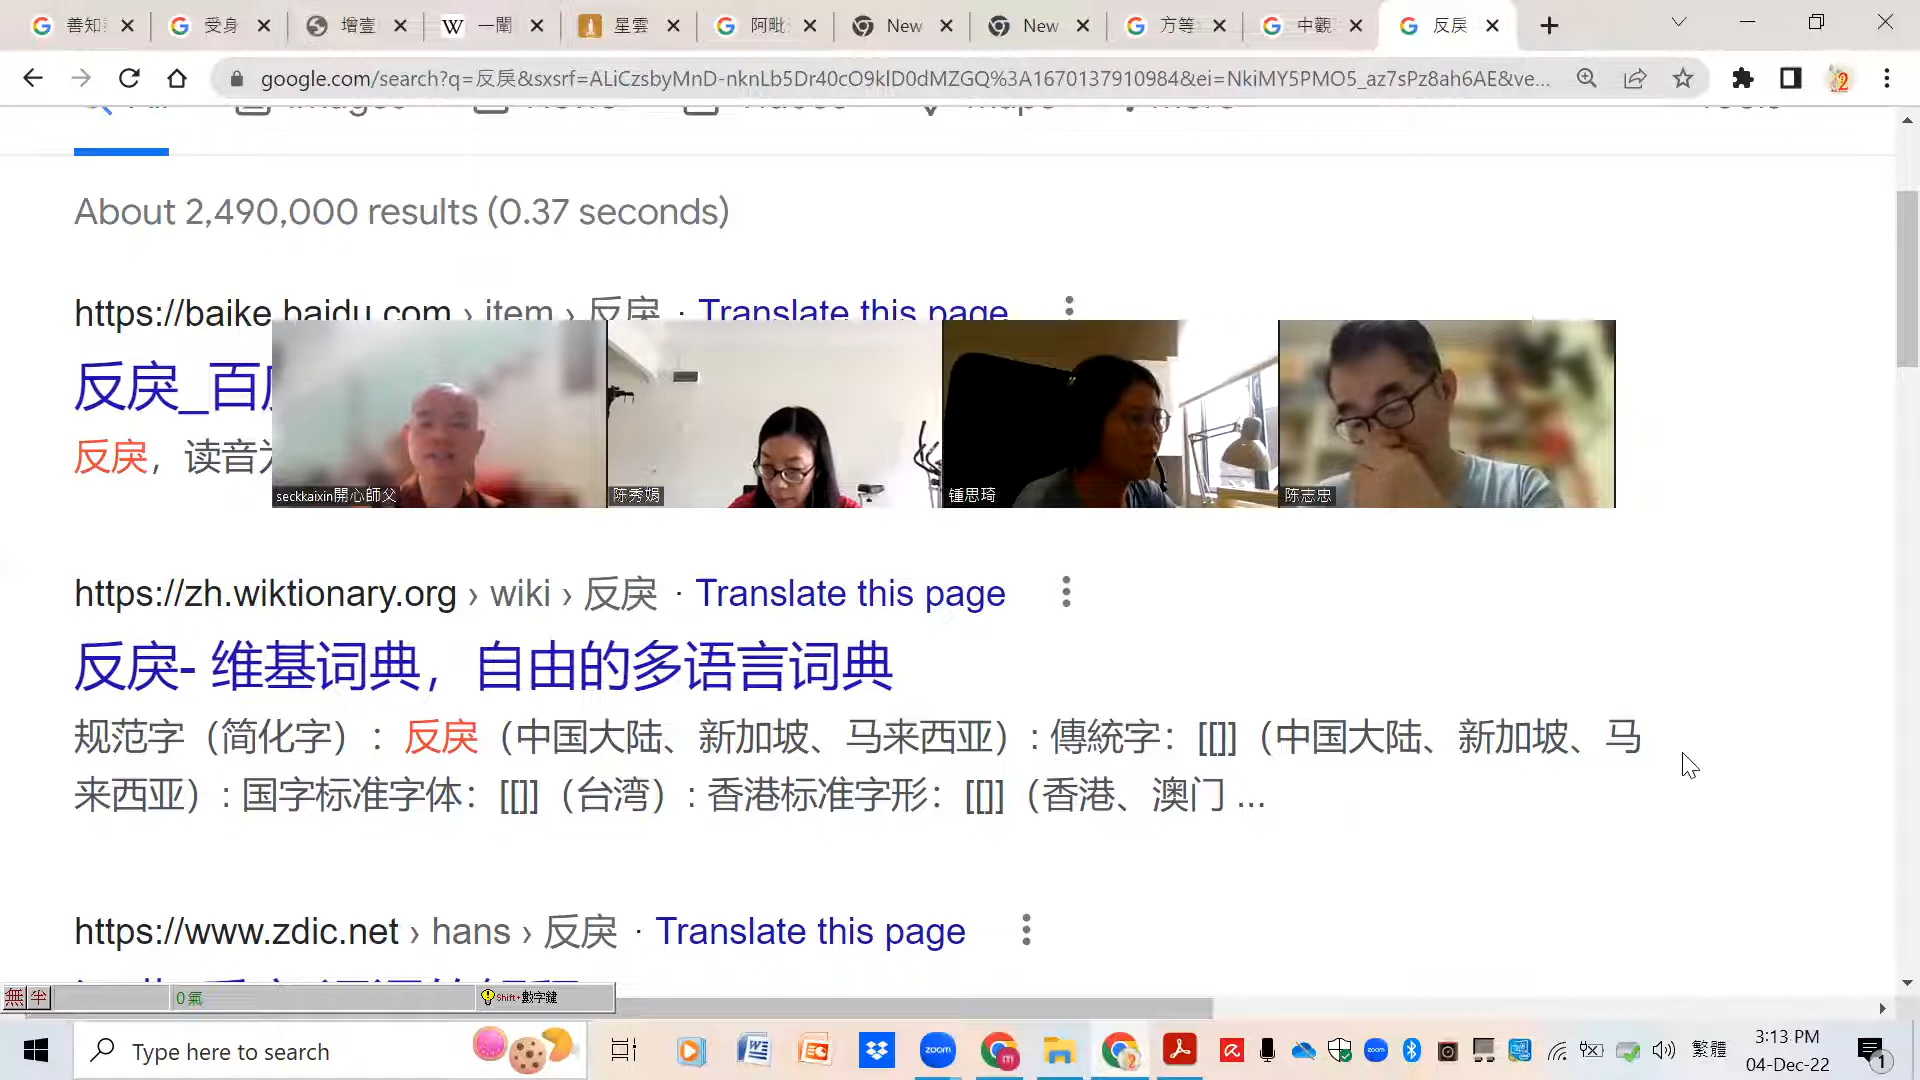 善知
受身
增壹
一闡
星雲
阿毗
New
New
方等
中觀
反戾
google.com/search?q=反戾&sxsrf=ALiCzsbyMnD-nknLb5Dr40cO9klD0dMZGQ%3A1670137910984&ei=NkiMY5PMO5_az7sPz8ah6AE&ve...
About 2,490,000 results (0.37 seconds)
https://baike.baidu.com › item › 反戾 · Translate this page
反戾_百
反戾，读音
seckkaixin開心師父
陈秀娟
锺思琦
陈志忠
https://zh.wiktionary.org › wiki › 反戾 · Translate this page
反戾- 维基词典，自由的多语言词典
规范字（简化字）：反戾（中国大陆、新加坡、马来西亚）: 傳統字：[[]]（中国大陆、新加坡、马
来西亚）: 国字标准字体：[[]]（台湾）: 香港标准字形：[[]]（香港、澳门 ...
https://www.zdic.net › hans › 反戾 · Translate this page
無 半
0氣
Shift+數字鍵
Type here to search
zoom
zoom
繁體
3:13 PM
04-Dec-22
1